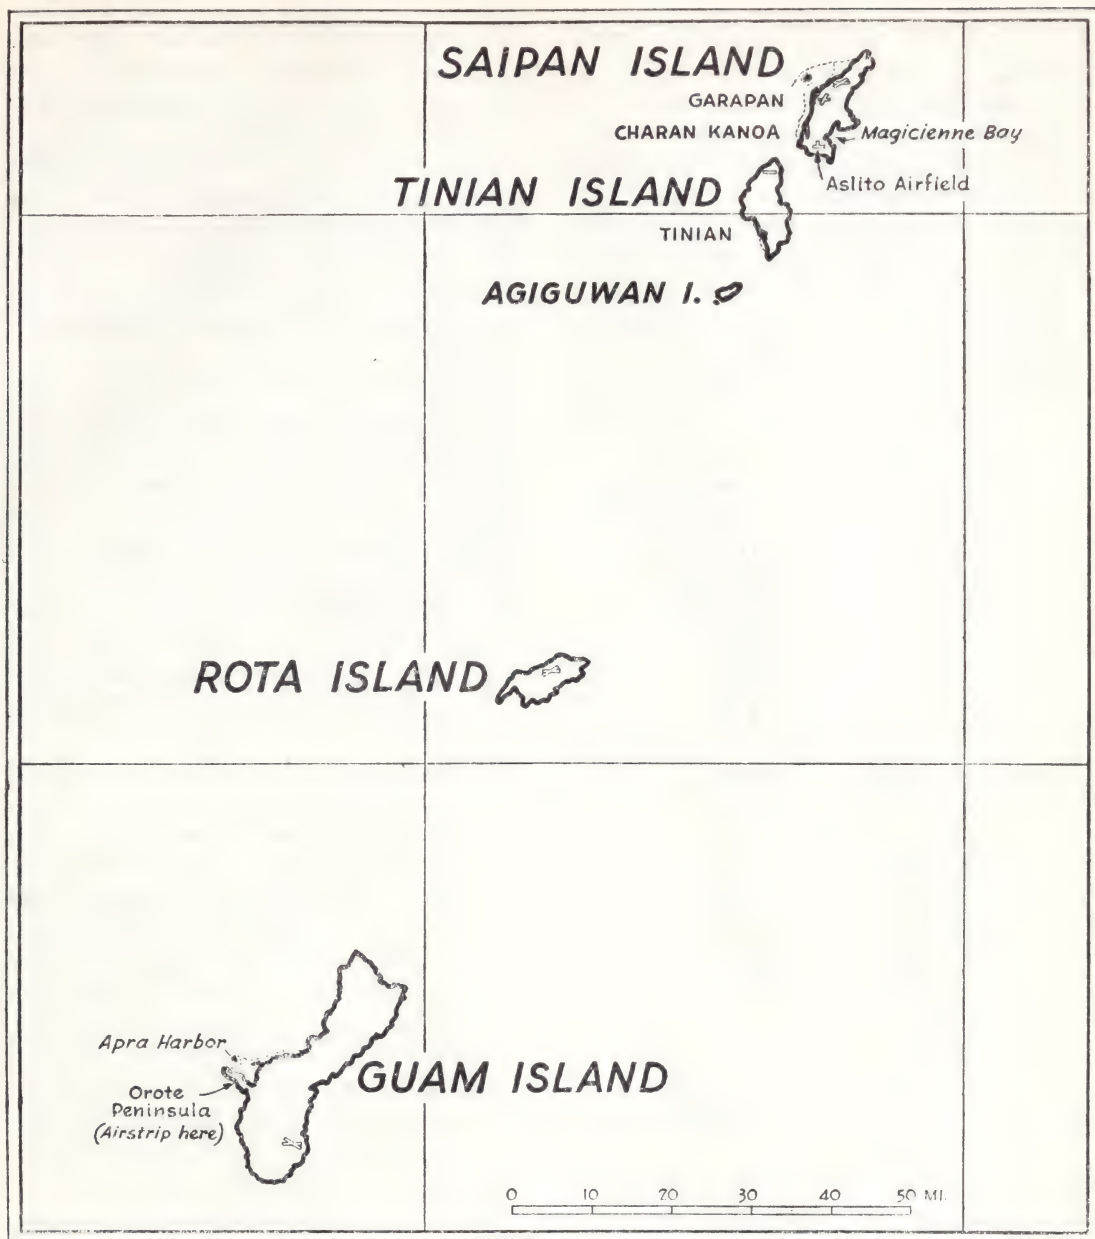 SAIPAN ISLAND
GARAPAN
CHARAN KANOA
Magicienne Bay
Aslito Airfield
TINIAN ISLAND
TINIAN
AGIGUWAN I.
ROTA ISLAND
Apra Harbor
Orote
Peninsula
(Airstrip here)
GUAM ISLAND
0 10 20 30 40 50 MI.